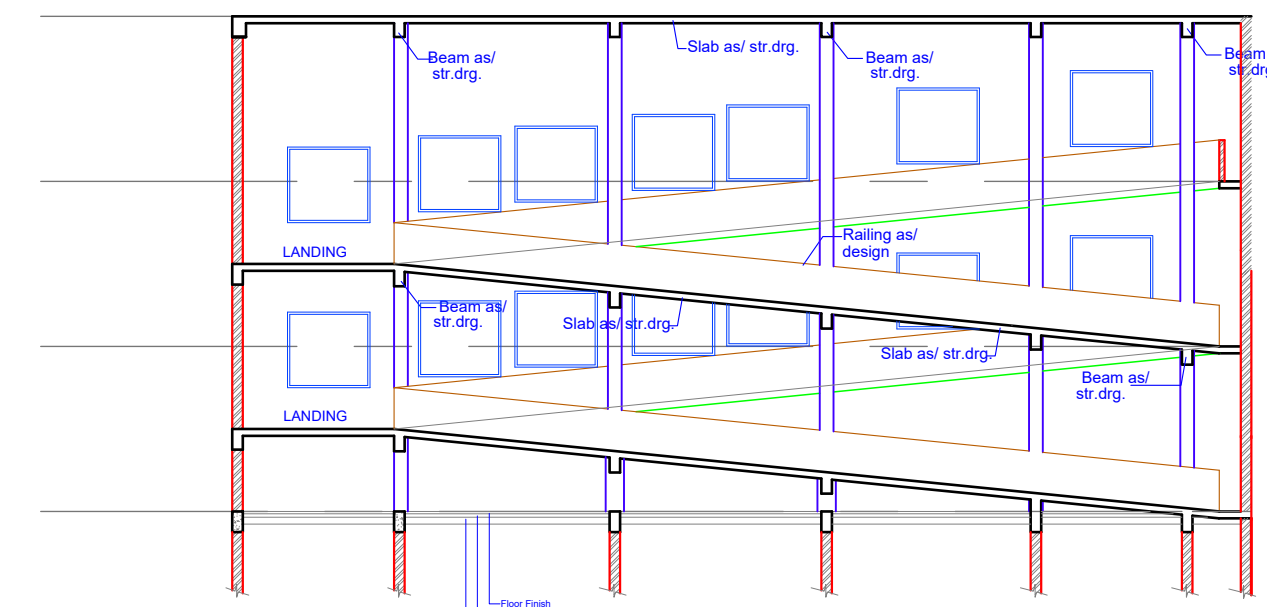 Slab as/ str.drg.
Beam as/
str.drg.
Beam as/
str.drg.
Beam
str.drg
Railing as/
design
LANDING
Beam as/
str.drg.
Slab as/ str.drg.
Slab as/ str.drg.
Beam as/
str.drg.
LANDING
Floor Finish